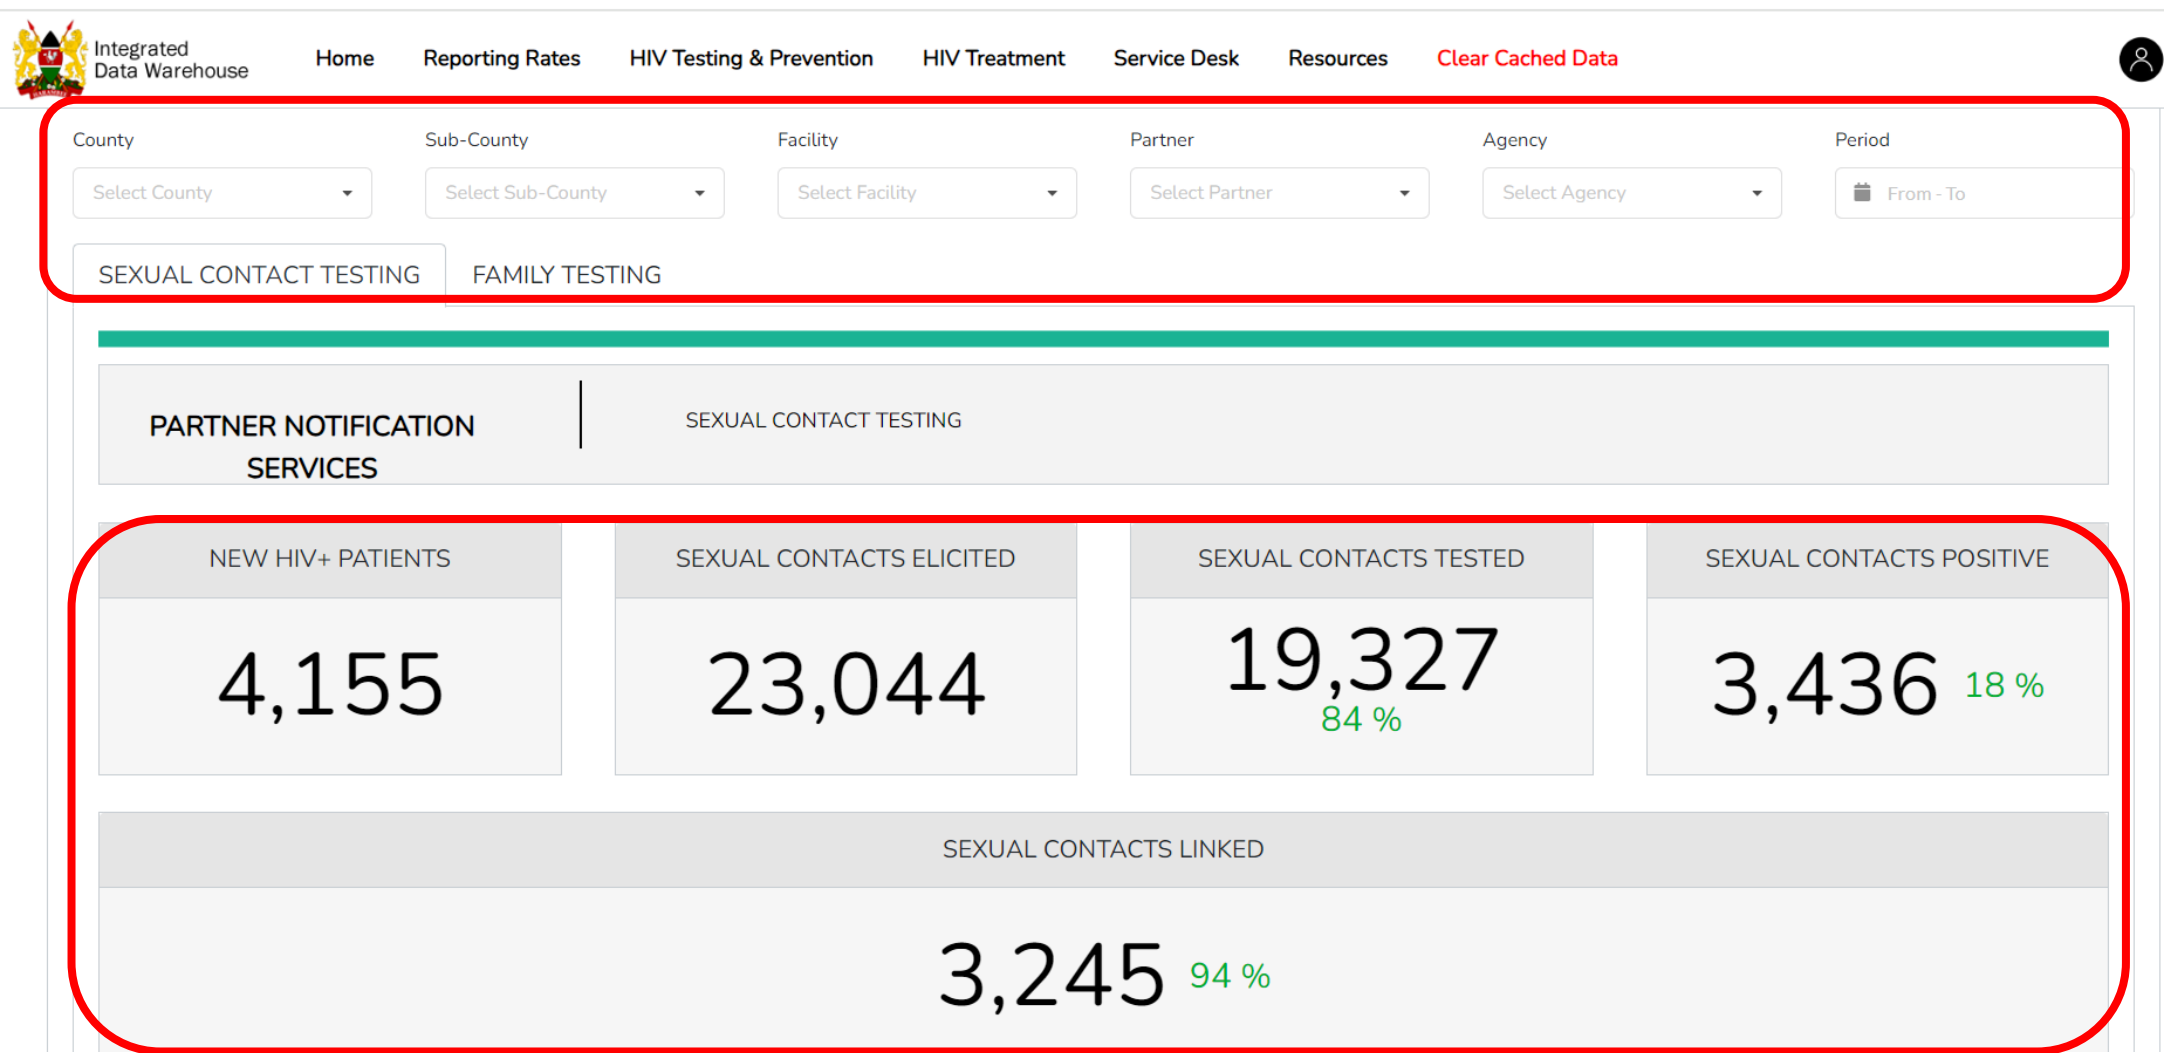 Integrated
Data Warehouse
Home Reporting Rates HIV Testing & Prevention HIV Treatment Service Desk Resources Clear Cached Data
County Sub-County Facility Partner Agency Period
Select County Select Sub-County Select Facility Select Partner Select Agency From - To
SEXUAL CONTACT TESTING FAMILY TESTING
PARTNER NOTIFICATION
SERVICES
SEXUAL CONTACT TESTING
NEW HIV+ PATIENTS SEXUAL CONTACTS ELICITED SEXUAL CONTACTS TESTED SEXUAL CONTACTS POSITIVE
4,155 23,044 19,327 3,436 18 %
84 %
SEXUAL CONTACTS LINKED
3,245 94 %